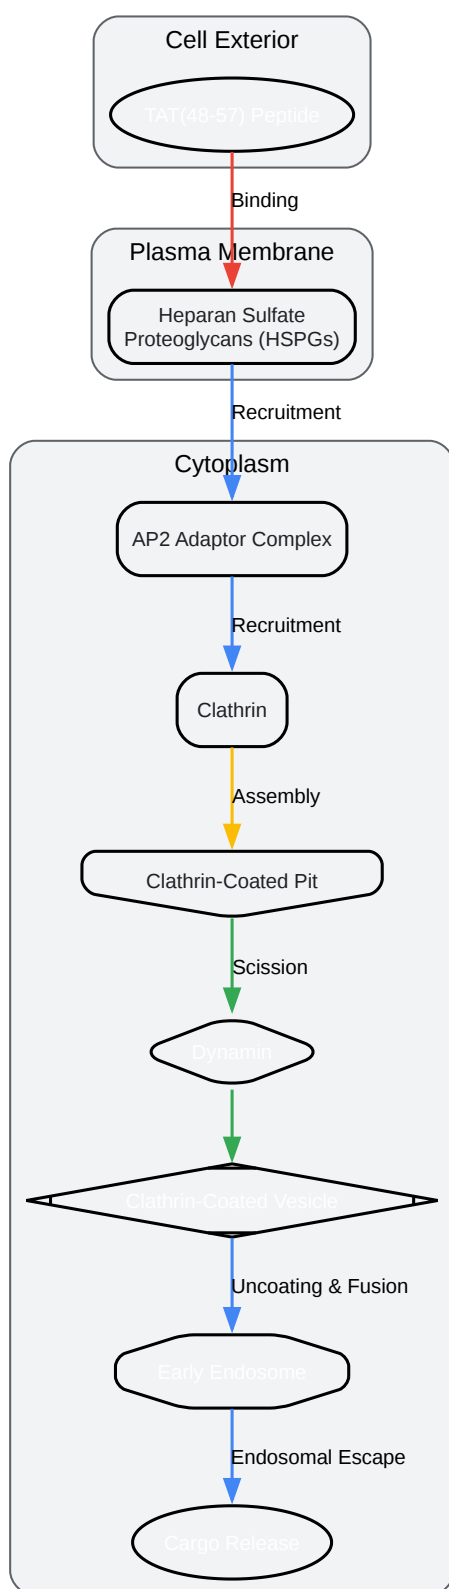 Cell Exterior
TAT(48-57) Peptide
Binding
Plasma Membrane
Heparan Sulfate
Proteoglycans (HSPGs)
Recruitment
Cytoplasm
AP2 Adaptor Complex
Recruitment
Clathrin
Assembly
Clathrin-Coated Pit
Scission
Dynamin
Clathrin-Coated Vesicle
Uncoating & Fusion
Early Endosome
Endosomal Escape
Cargo Release